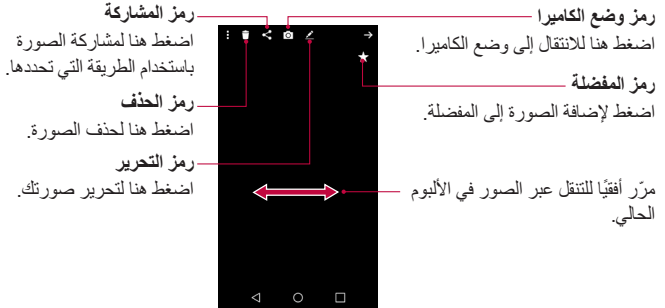 رمز وضع الكاميرا
اضغط هنا للانتقال إلى وضع الكاميرا.
رمز المفضلة
اضغط لإضافة الصورة إلى المفضلة.
مرّر أفقيًا للتنقل عبر الصور في الألبوم
الحالي.
رمز المشاركة
اضغط هنا لمشاركة الصورة
باستخدام الطريقة التي تحددها.
رمز الحذف
اضغط هنا لحذف الصورة.
رمز التحرير
اضغط هنا لتحرير صورتك.